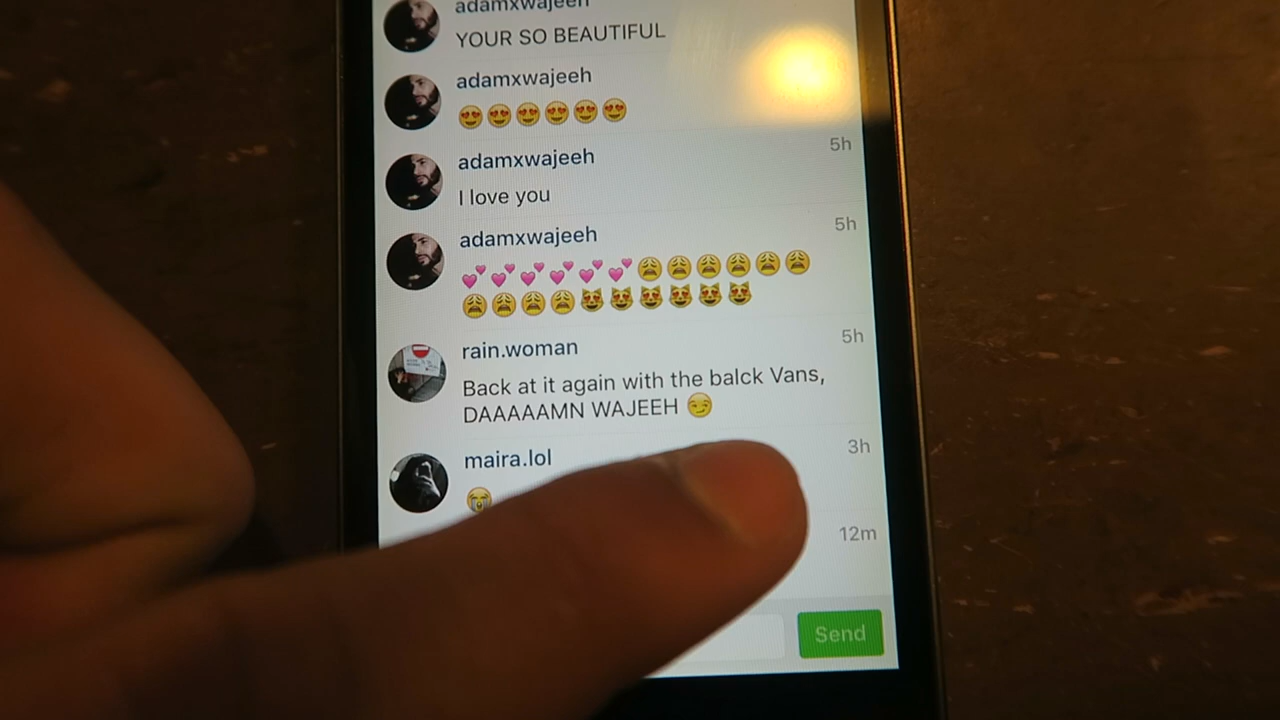 adamxwajeeh
YOUR SO BEAUTIFUL
adamxwajeeh
😍😍😍😍😍😍
5h
adamxwajeeh
I love you
5h
adamxwajeeh
💕💕💕💕💕💕😩😩😩😩😩😩
😩😩😩😩😻😻😻😻😻😻
5h
rain.woman
Back at it again with the balck Vans,
DAAAAAMN WAJEEH 😏
3h
maira.lol
😭
12m
Send